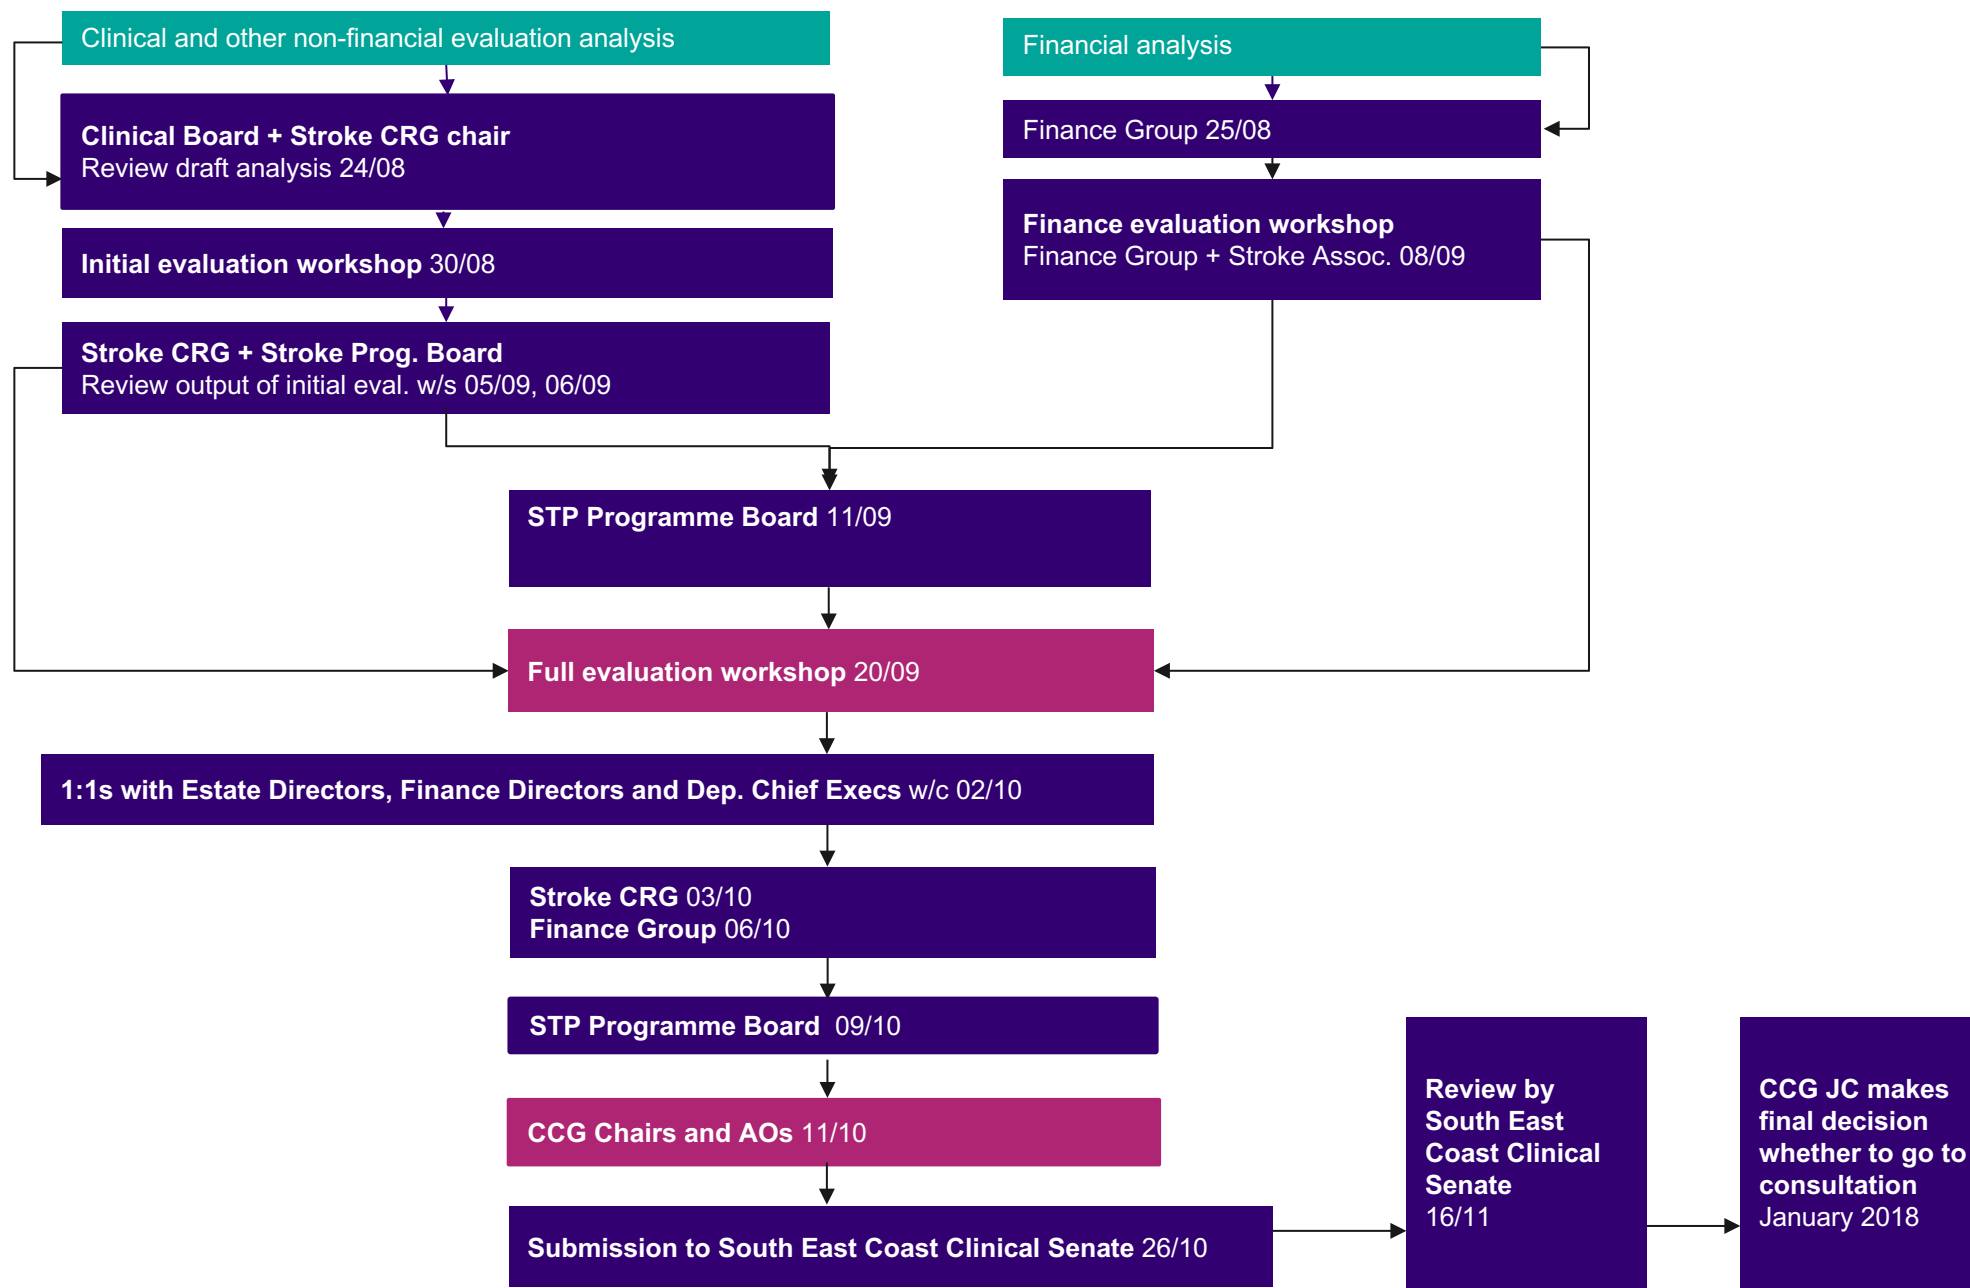 Clinical and other non-financial evaluation analysis
Clinical Board + Stroke CRG chair
Review draft analysis 24/08
Initial evaluation workshop 30/08
Stroke CRG + Stroke Prog. Board
Review output of initial eval. w/s 05/09, 06/09
Financial analysis
Finance Group 25/08
Finance evaluation workshop
Finance Group + Stroke Assoc. 08/09
STP Programme Board 11/09
Full evaluation workshop 20/09
1:1s with Estate Directors, Finance Directors and Dep. Chief Execs w/c 02/10
Stroke CRG 03/10
Finance Group 06/10
STP Programme Board 09/10
CCG Chairs and AOs 11/10
Submission to South East Coast Clinical Senate 26/10
Review by
South East
Coast Clinical
Senate
16/11
CCG JC makes
final decision
whether to go to
consultation
January 2018